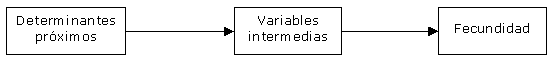 Determinantes
próximos
Variables
intermedias
Fecundidad